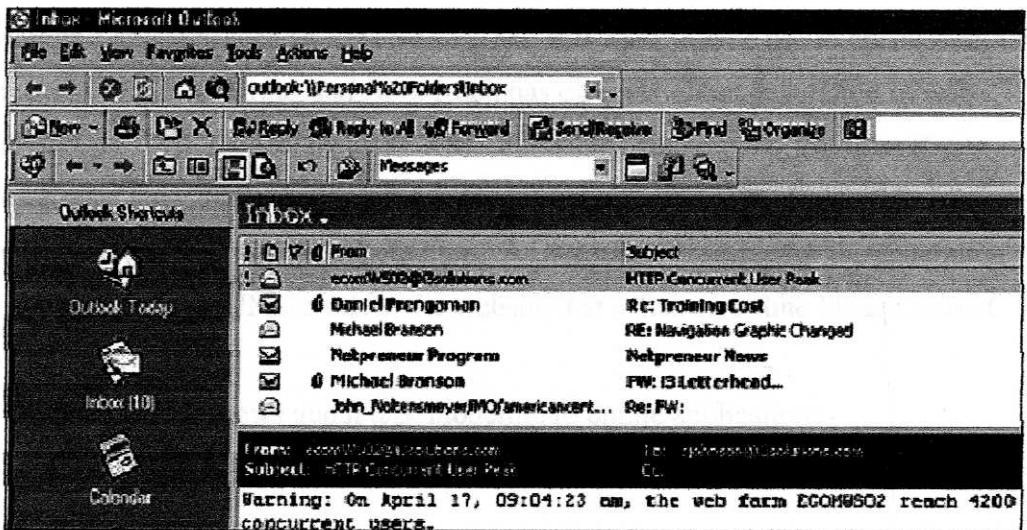 Inbox - Microsoft Outlook
File Edit View Favorites Tools Actions Help
outlook:\\Personal%20Folders\Inbox
New Reply Reply to All Forward Send/Receive Find Organize
Messages
Outlook Shortcuts
Inbox
! From Subject
HTTP Concurrent User Peak
Daniel Re: Training Cost
Michael Branson RE: Navigation Graphic Changed
Netpreneur Program Netpreneur News
Michael Branson FW: I3 Letterhead...
Re: FW:
Outlook Today
Inbox (10)
Calendar
From: To:
Subject: HTTP Concurrent User Peak Cc:
Warning: On April 17, 09:04:23 am, the web farm ECOMWS02 reach 4200
concurrent users.